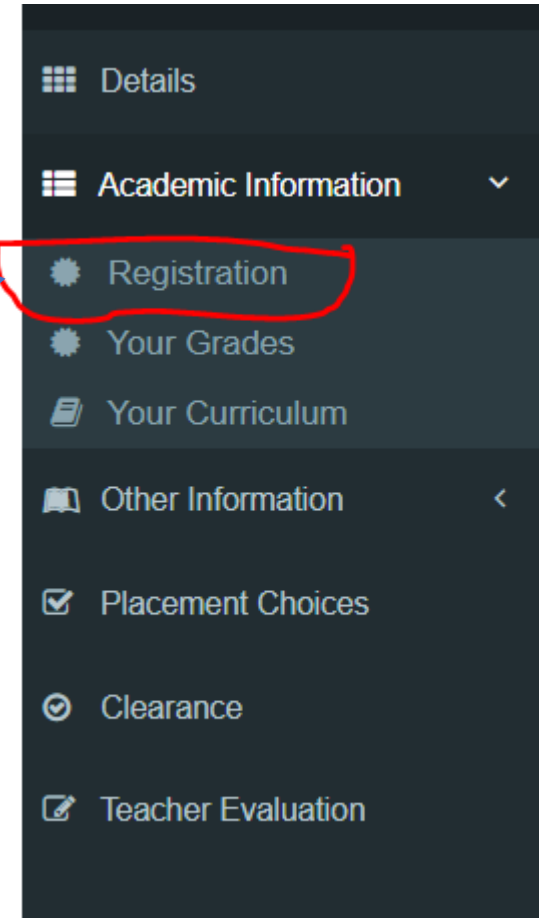 Details
Academic Information
Registration
Your Grades
Your Curriculum
Other Information
Placement Choices
Clearance
Teacher Evaluation